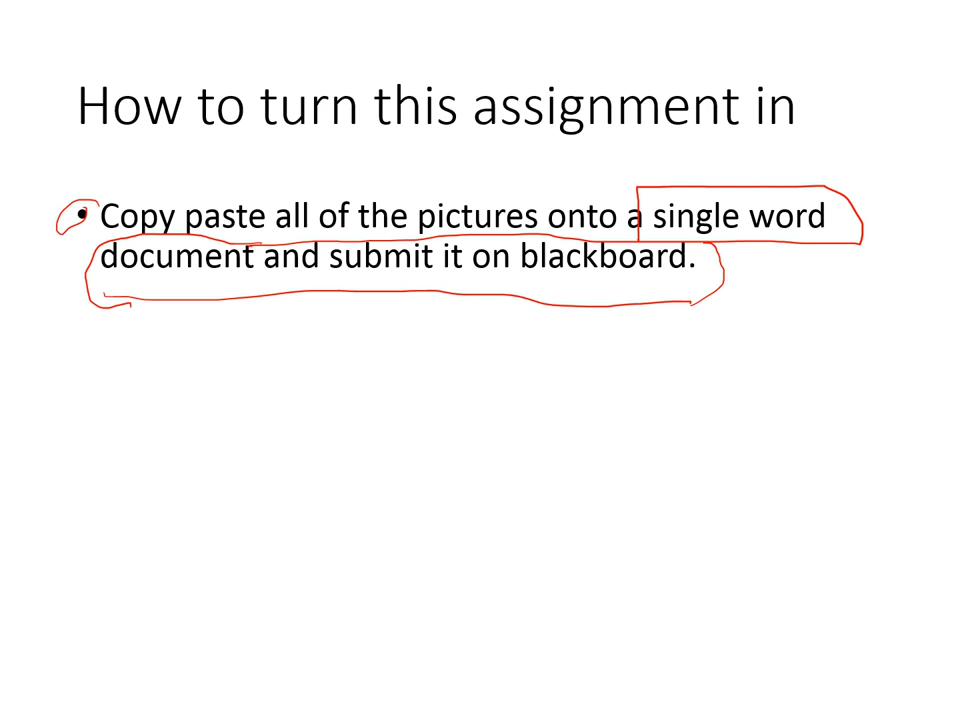 How to turn this assignment in
• Copy paste all of the pictures onto a single word
document and submit it on blackboard.